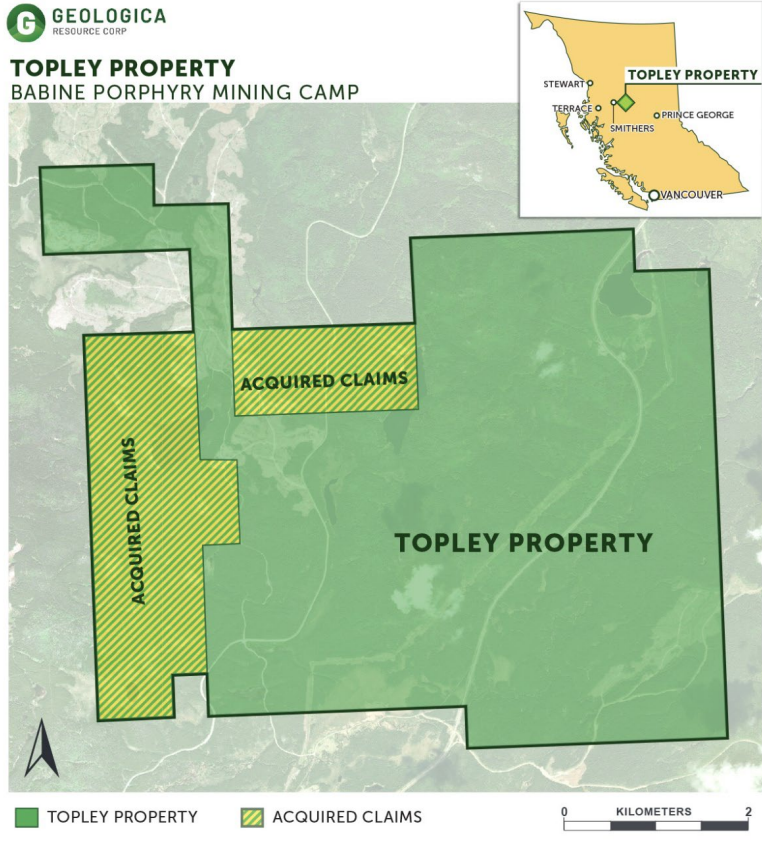 GEOLOGICA
RESOURCE CORP
TOPLEY PROPERTY
BABINE PORPHYRY MINING CAMP
TOPLEY PROPERTY
STEWART
TERRACE
PRINCE GEORGE
SMITHERS
VANCOUVER
ACQUIRED CLAIMS
ACQUIRED CLAIMS
TOPLEY PROPERTY
TOPLEY PROPERTY
ACQUIRED CLAIMS
0 KILOMETERS 2